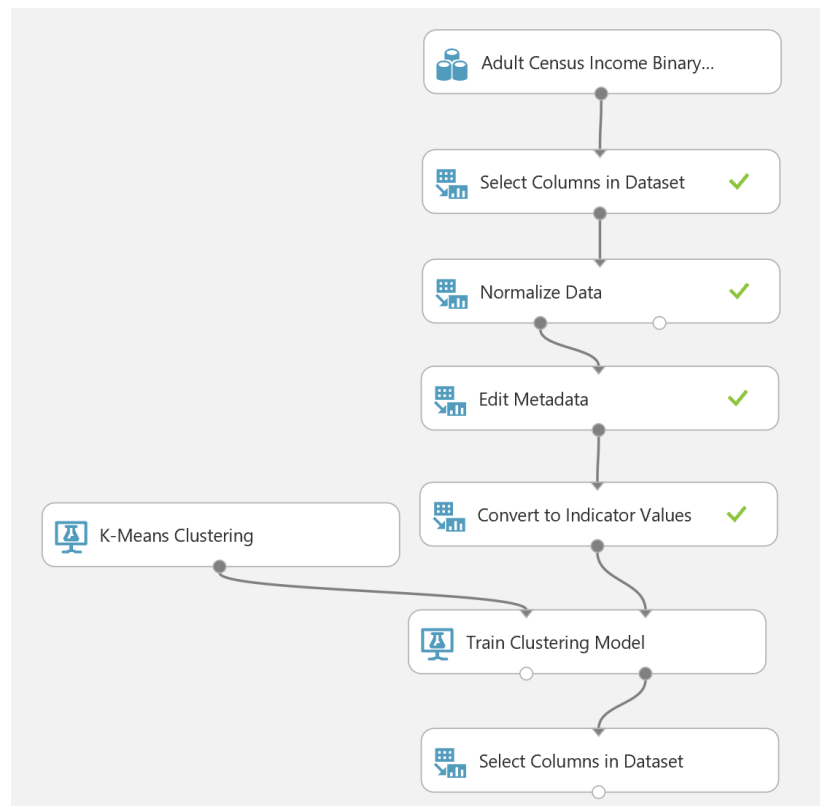 Adult Census Income Binary...
Select Columns in Dataset
Normalize Data
Edit Metadata
Convert to Indicator Values
K-Means Clustering
Train Clustering Model
Select Columns in Dataset